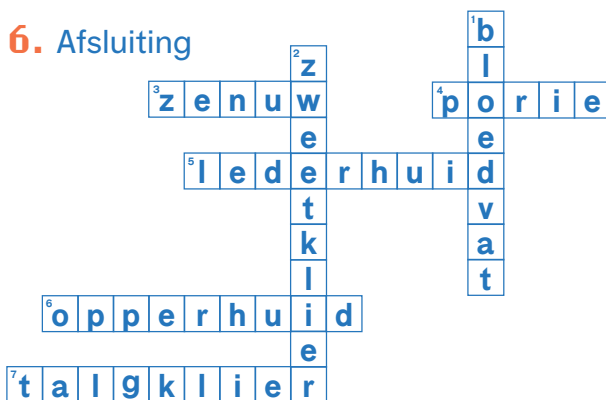 6. Afsluiting
1 bloedvat
2 zweetklier
3 zenuw
4 porie
5 lederhuid
6 opperhuid
7 talgklier